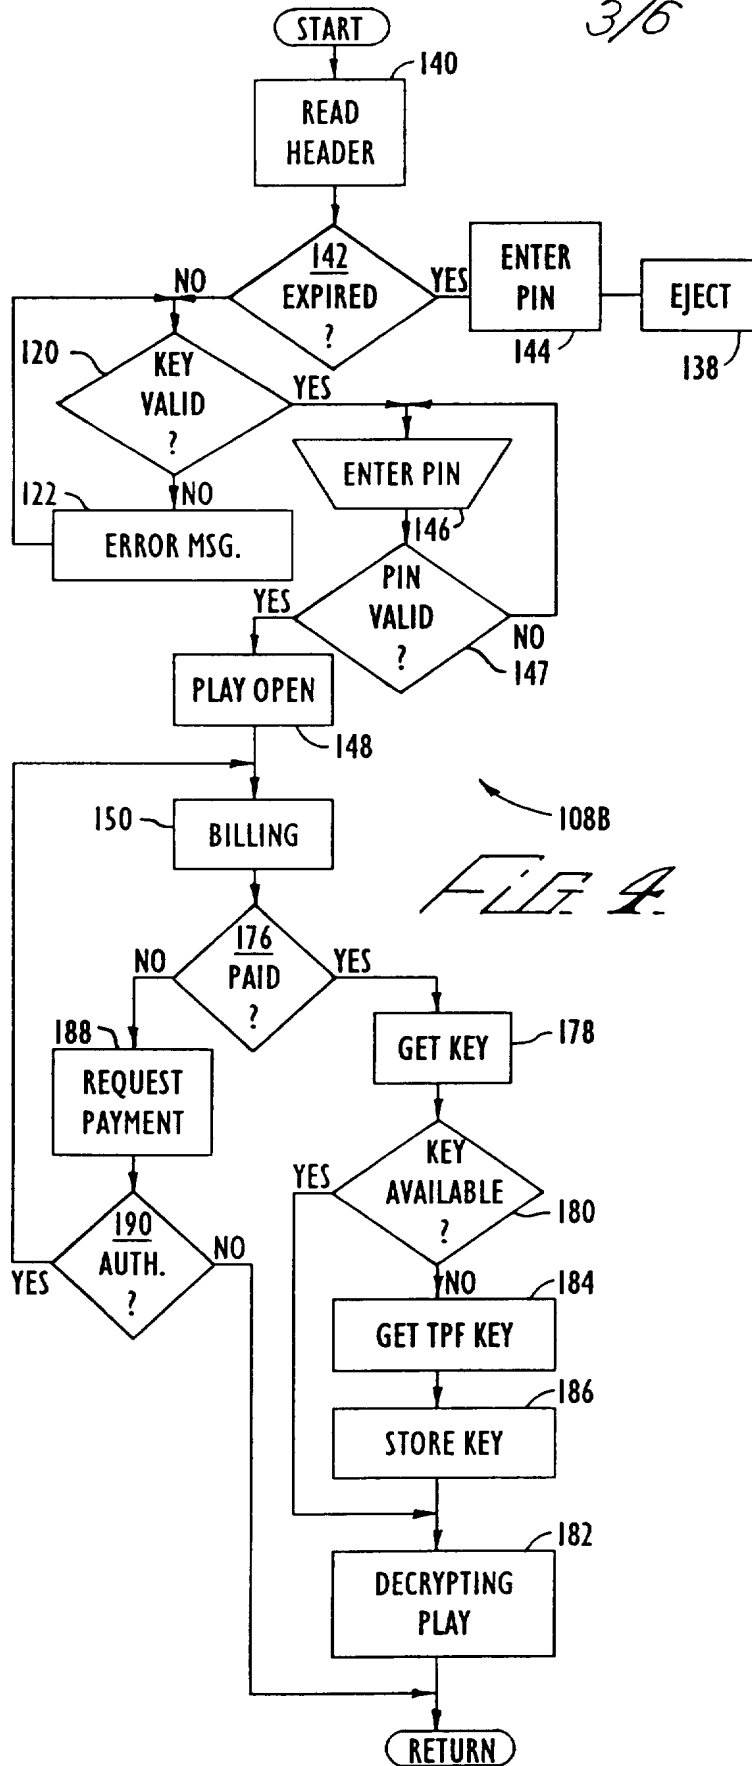 3/6
START
140
READ
HEADER
142
EXPIRED
?
NO
YES
ENTER
PIN
144
EJECT
138
120
KEY
VALID
?
YES
NO
122
ERROR MSG.
ENTER PIN
146
PIN
VALID
?
YES
NO
147
PLAY OPEN
148
150
BILLING
108B
FIG. 4.
176
PAID
?
NO
YES
188
REQUEST
PAYMENT
GET KEY
178
KEY
AVAILABLE
?
YES
180
NO
190
AUTH.
?
YES
NO
184
GET TPF KEY
186
STORE KEY
182
DECRYPTING
PLAY
RETURN